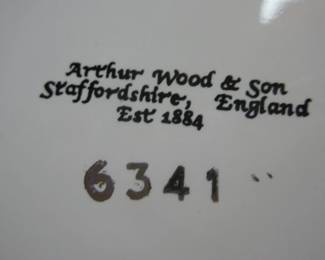 Arthur Wood & Son
Staffordshire, England
Est 1884
6341